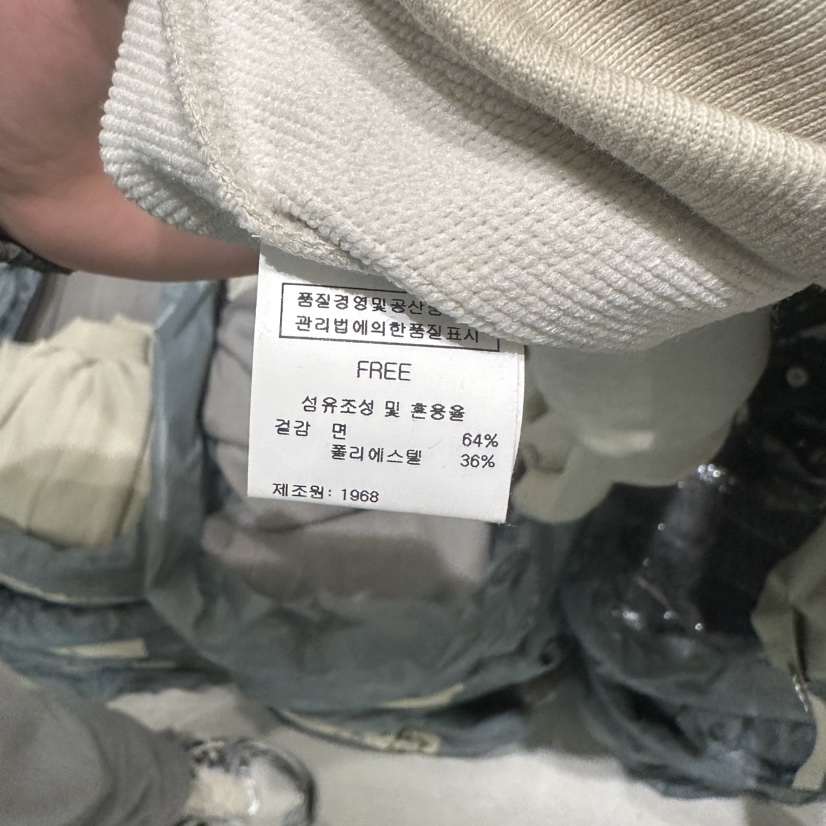 품질경영및공산
관리법에의한품질표시
FREE
섬유조성 및 혼용율
겉감 면 64%
폴리에스텔 36%
제조원: 1968